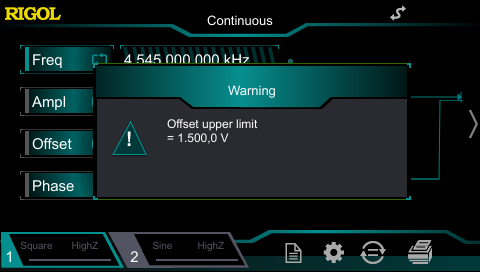 RIGOL
Continuous
Freq
4.545,000,000 kHz
Ampl
Warning
Offset upper limit
= 1.500,0 V
Offset
Phase
1
Square
HighZ
2
Sine
HighZ